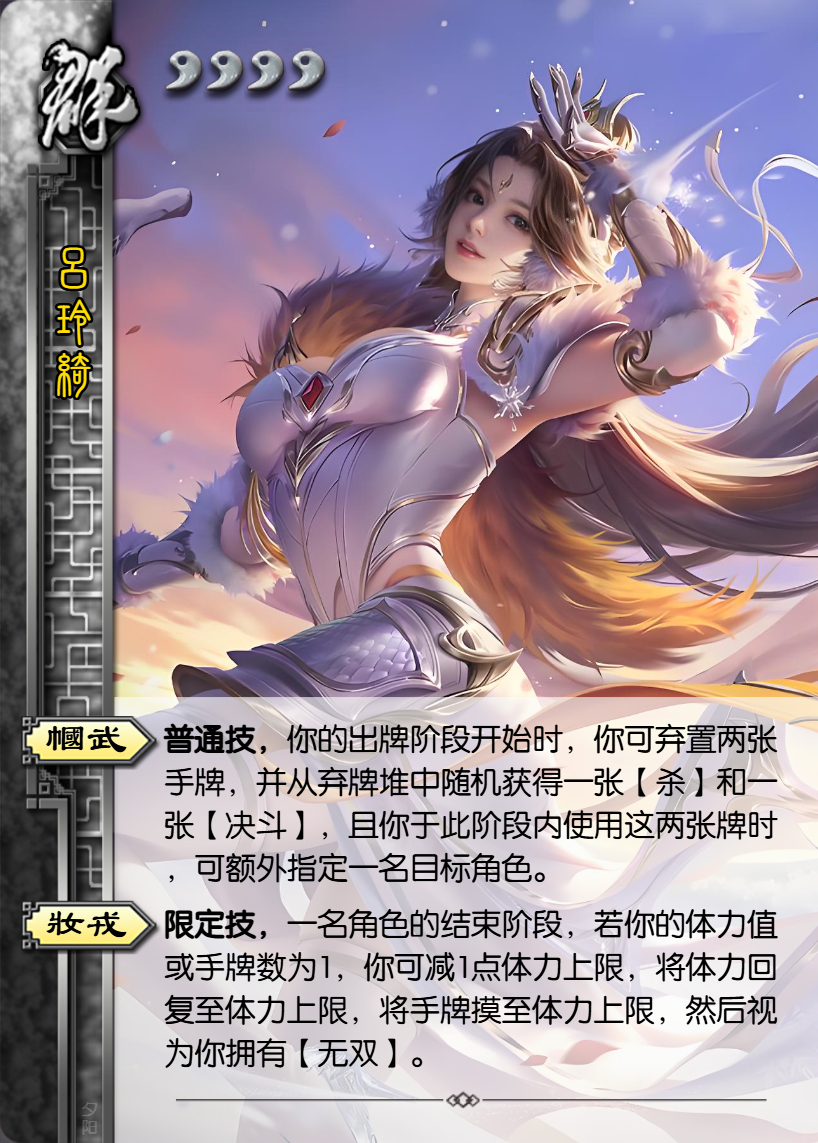 群
呂玲綺
幗武
普通技，你的出牌阶段开始时，你可弃置两张
手牌，并从弃牌堆中随机获得一张【杀】和一
张【决斗】，且你于此阶段内使用这两张牌时
，可额外指定一名目标角色。
妝戎
限定技，一名角色的结束阶段，若你的体力值
或手牌数为1，你可减1点体力上限，将体力回
复至体力上限，将手牌摸至体力上限，然后视
为你拥有【无双】。
夕阳